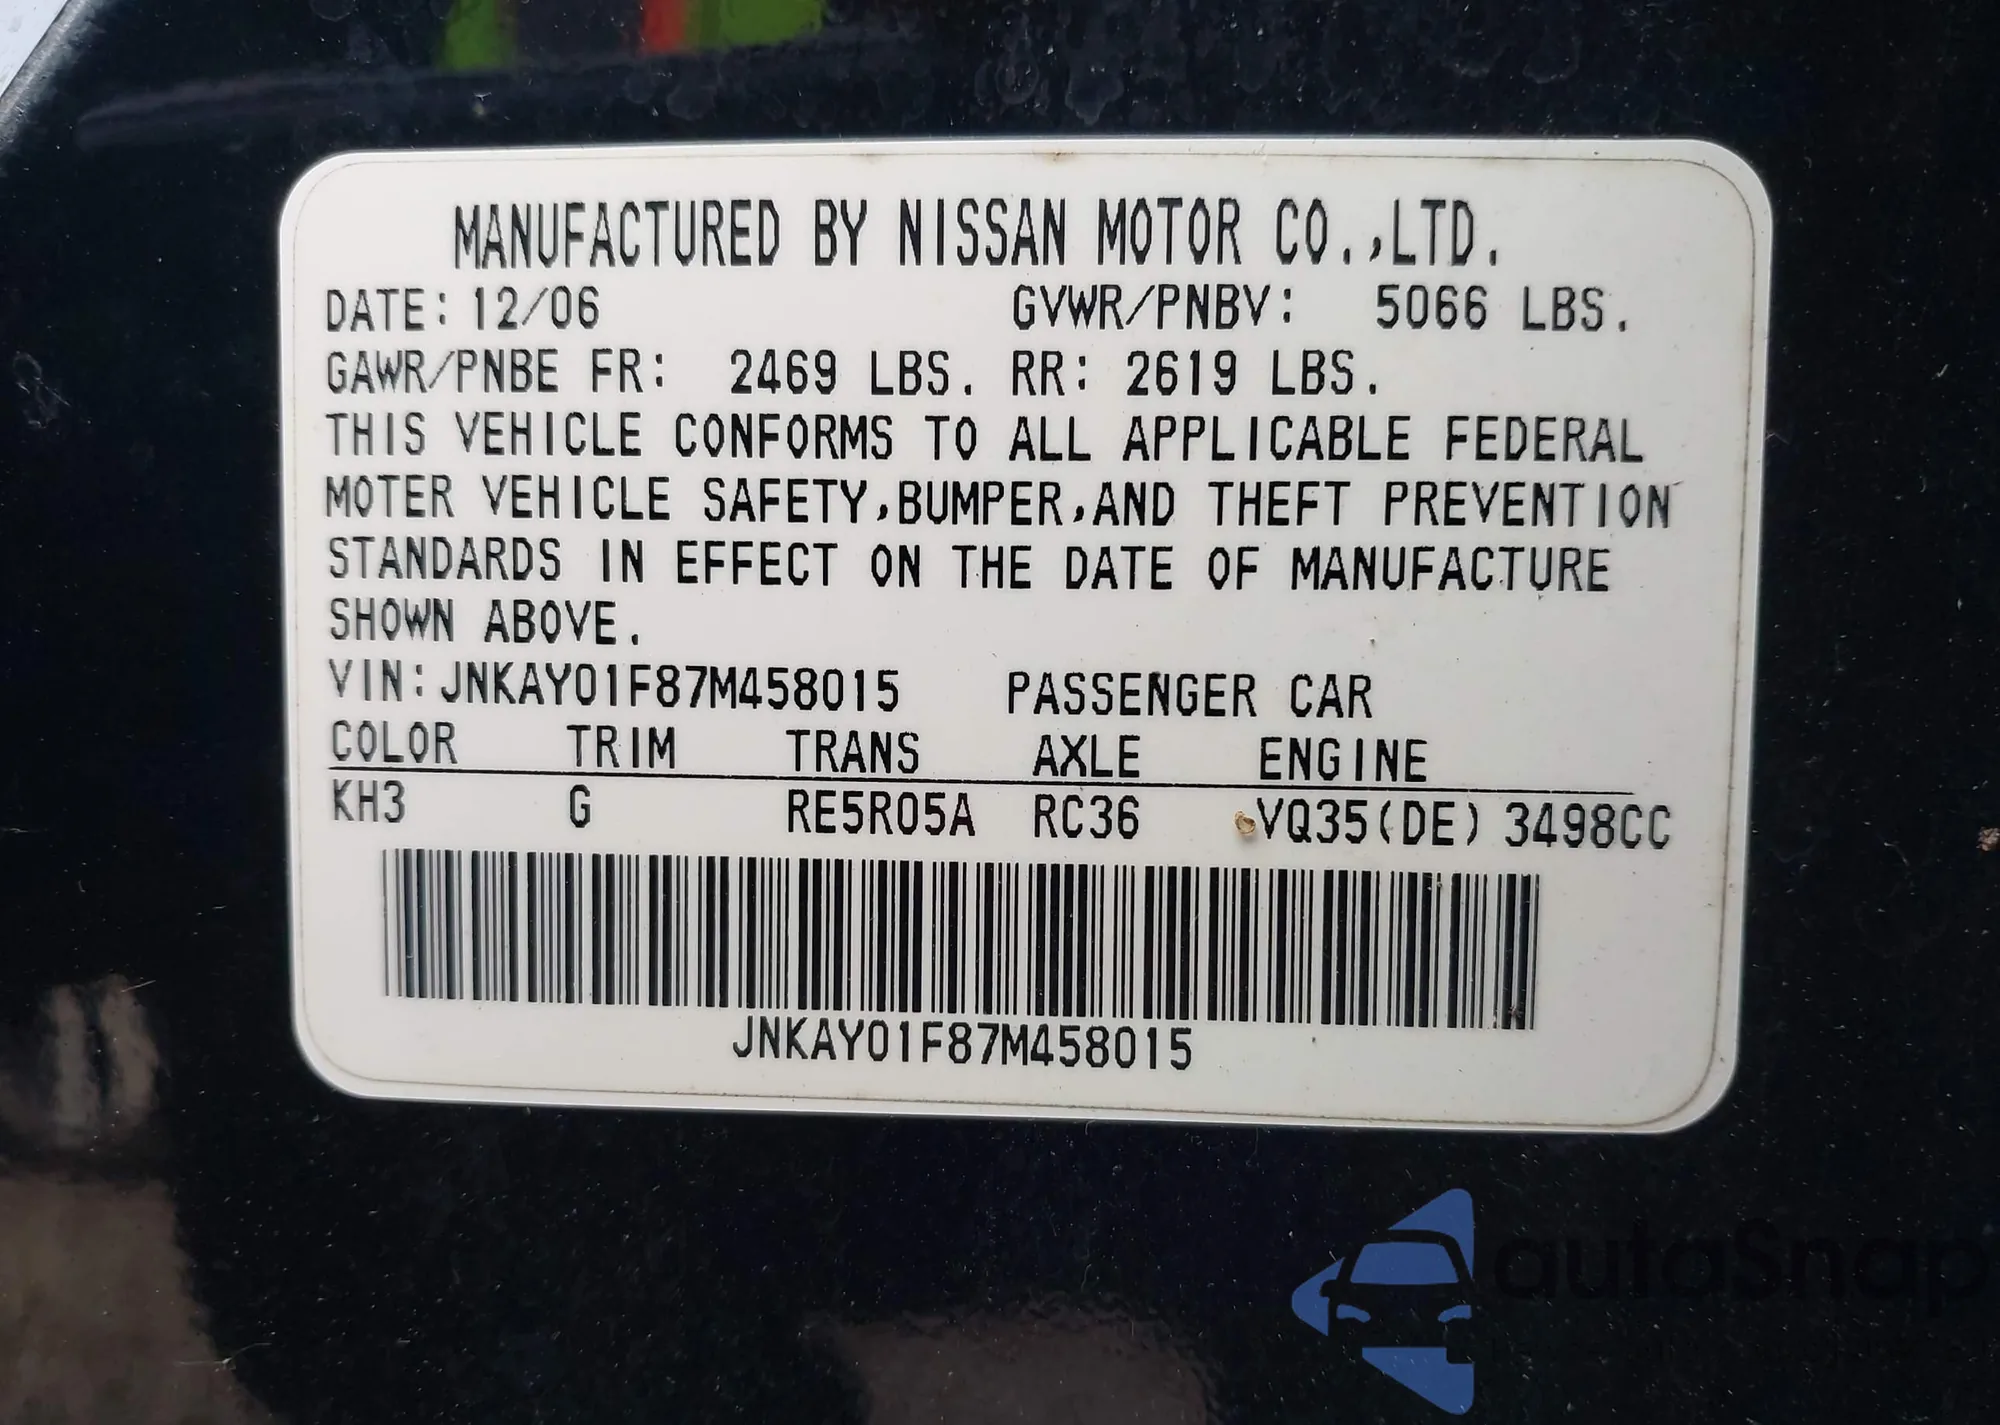 MANUFACTURED BY NISSAN MOTOR CO.,LTD.
DATE: 12/06 GVWR/PNBV: 5066 LBS.
GAWR/PNBE FR: 2469 LBS. RR: 2619 LBS.
THIS VEHICLE CONFORMS TO ALL APPLICABLE FEDERAL
MOTER VEHICLE SAFETY,BUMPER,AND THEFT PREVENTION
STANDARDS IN EFFECT ON THE DATE OF MANUFACTURE
SHOWN ABOVE.
VIN:JNKAY01F87M458015 PASSENGER CAR
COLOR TRIM TRANS AXLE ENGINE
KH3 G RE5R05A RC36 VQ35(DE) 3498CC
JNKAY01F87M458015
autoSnap